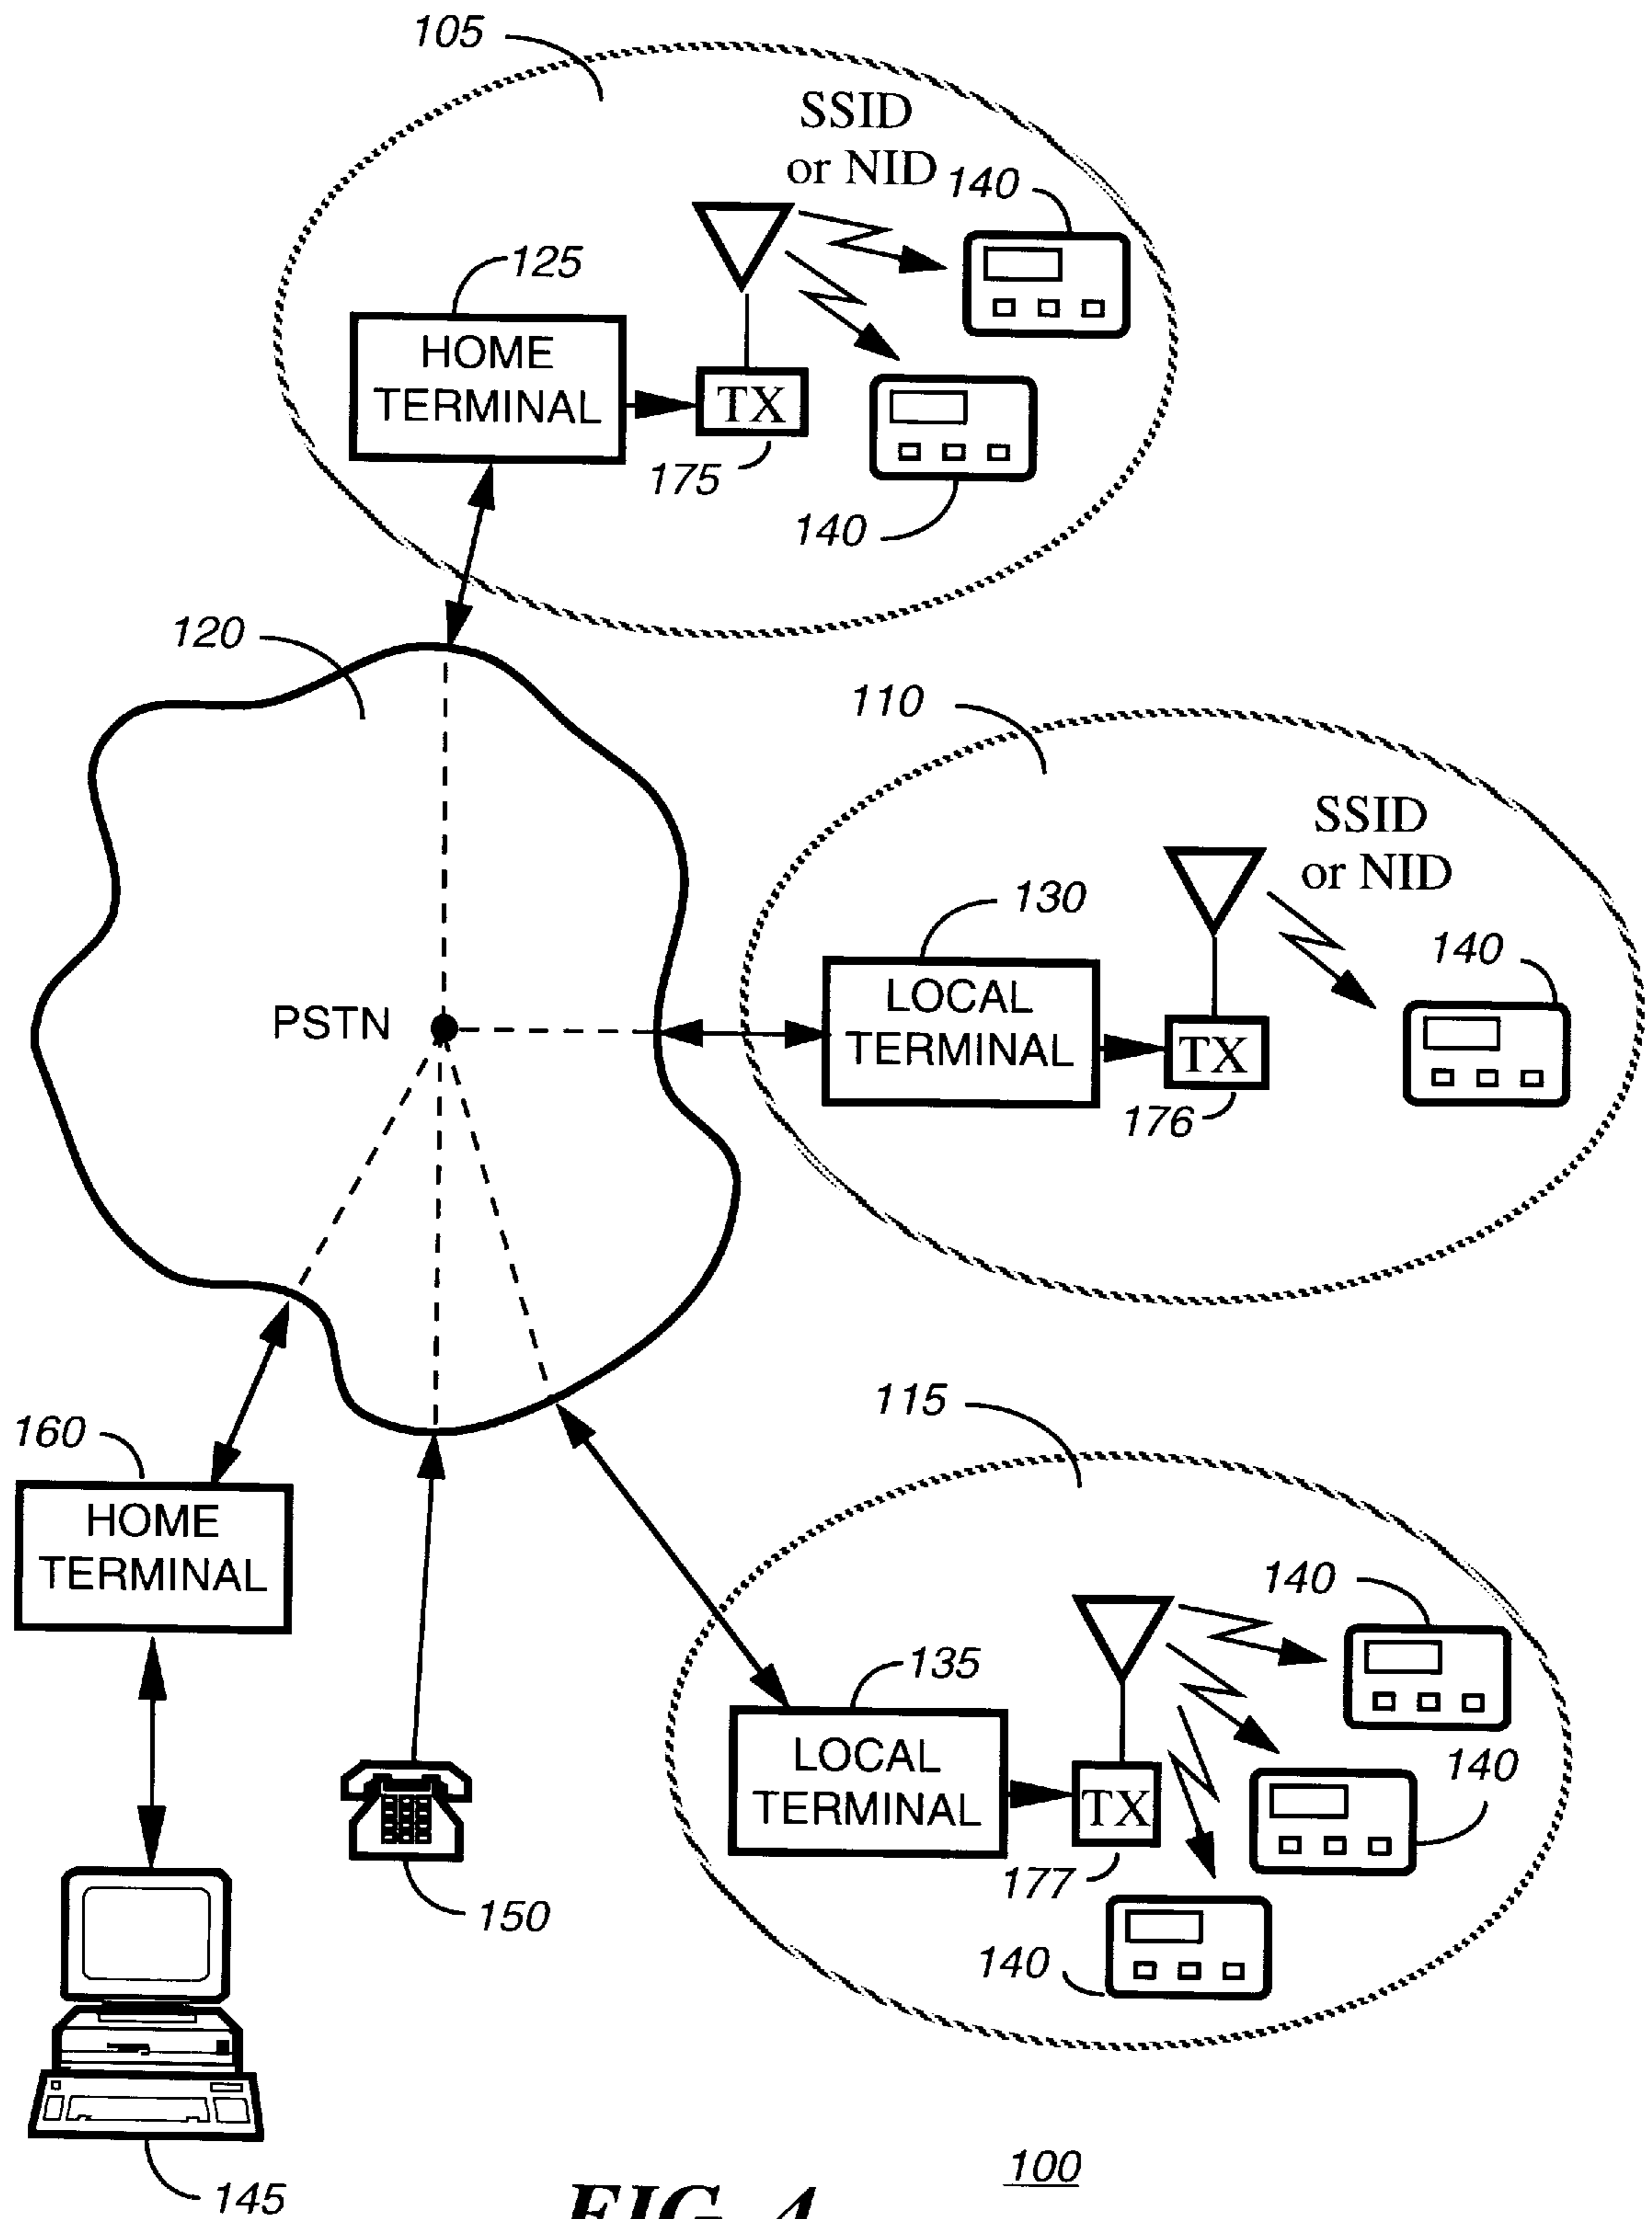 105
SSID
or NID
140
125
HOME
TERMINAL
TX
175
140
120
110
SSID
or NID
130
140
LOCAL
TERMINAL
PSTN
TX
176
115
160
HOME
TERMINAL
140
135
LOCAL
TERMINAL
140
TX
177
150
140
100
145
FIG. 4